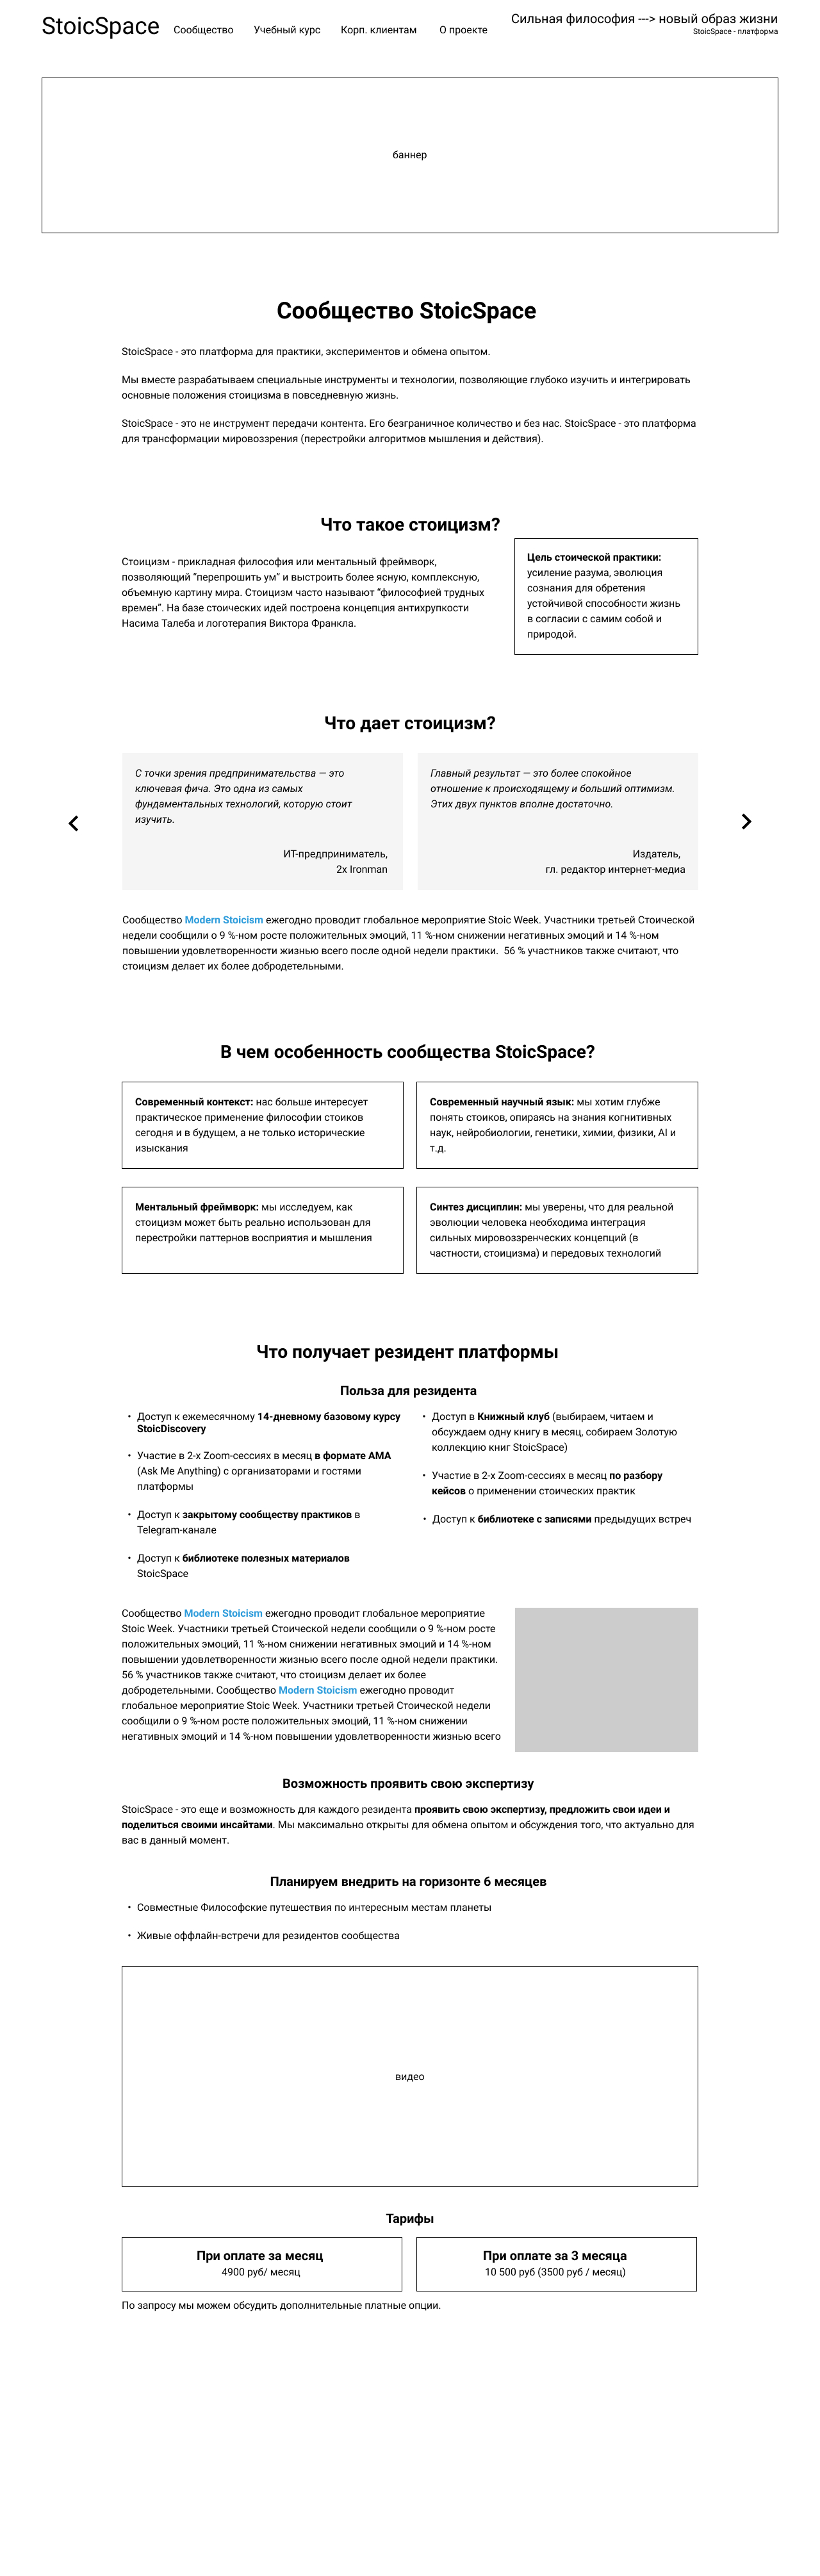 StoicSpace
Сообщество
Учебный курс
Корп. клиентам
О проекте
Сильная философия ---> новый образ жизни
StoicSpace - платформа
баннер
Сообщество StoicSpace
StoicSpace - это платформа для практики, экспериментов и обмена опытом.
Мы вместе разрабатываем специальные инструменты и технологии, позволяющие глубоко изучить и интегрировать
основные положения стоицизма в повседневную жизнь.
StoicSpace - это не инструмент передачи контента. Его безграничное количество и без нас. StoicSpace - это платформа
для трансформации мировоззрения (перестройки алгоритмов мышления и действия).
Что такое стоицизм?
Стоицизм - прикладная философия или ментальный фреймворк,
позволяющий “перепрошить ум” и выстроить более ясную, комплексную,
объемную картину мира. Стоицизм часто называют “философией трудных
времен”. На базе стоических идей построена концепция антихрупкости
Насима Талеба и логотерапия Виктора Франкла.
Цель стоической практики:
усиление разума, эволюция
сознания для обретения
устойчивой способности жизнь
в согласии с самим собой и
природой.
Что дает стоицизм?
С точки зрения предпринимательства — это
ключевая фича. Это одна из самых
фундаментальных технологий, которую стоит
изучить.
ИТ-предприниматель,
2x Ironman
Главный результат — это более спокойное
отношение к происходящему и больший оптимизм.
Этих двух пунктов вполне достаточно.
Издатель,
гл. редактор интернет-медиа
Сообщество Modern Stoicism ежегодно проводит глобальное мероприятие Stoic Week. Участники третьей Стоической
недели сообщили о 9 %-ном росте положительных эмоций, 11 %-ном снижении негативных эмоций и 14 %-ном
повышении удовлетворенности жизнью всего после одной недели практики. 56 % участников также считают, что
стоицизм делает их более добродетельными.
В чем особенность сообщества StoicSpace?
Современный контекст: нас больше интересует
практическое применение философии стоиков
сегодня и в будущем, а не только исторические
изыскания
Современный научный язык: мы хотим глубже
понять стоиков, опираясь на знания когнитивных
наук, нейробиологии, генетики, химии, физики, AI и
т.д.
Ментальный фреймворк: мы исследуем, как
стоицизм может быть реально использован для
перестройки паттернов восприятия и мышления
Синтез дисциплин: мы уверены, что для реальной
эволюции человека необходима интеграция
сильных мировоззренческих концепций (в
частности, стоицизма) и передовых технологий
Что получает резидент платформы
Польза для резидента
• Доступ к ежемесячному 14-дневному базовому курсу
StoicDiscovery
• Участие в 2-х Zoom-сессиях в месяц в формате AMA
(Ask Me Anything) с организаторами и гостями
платформы
• Доступ к закрытому сообществу практиков в
Telegram-канале
• Доступ к библиотеке полезных материалов
StoicSpace
• Доступ в Книжный клуб (выбираем, читаем и
обсуждаем одну книгу в месяц, собираем Золотую
коллекцию книг StoicSpace)
• Участие в 2-х Zoom-сессиях в месяц по разбору
кейсов о применении стоических практик
• Доступ к библиотеке с записями предыдущих встреч
Сообщество Modern Stoicism ежегодно проводит глобальное мероприятие
Stoic Week. Участники третьей Стоической недели сообщили о 9 %-ном росте
положительных эмоций, 11 %-ном снижении негативных эмоций и 14 %-ном
повышении удовлетворенности жизнью всего после одной недели практики.
56 % участников также считают, что стоицизм делает их более
добродетельными. Сообщество Modern Stoicism ежегодно проводит
глобальное мероприятие Stoic Week. Участники третьей Стоической недели
сообщили о 9 %-ном росте положительных эмоций, 11 %-ном снижении
негативных эмоций и 14 %-ном повышении удовлетворенности жизнью всего
Возможность проявить свою экспертизу
StoicSpace - это еще и возможность для каждого резидента проявить свою экспертизу, предложить свои идеи и
поделиться своими инсайтами. Мы максимально открыты для обмена опытом и обсуждения того, что актуально для
вас в данный момент.
Планируем внедрить на горизонте 6 месяцев
• Совместные Философские путешествия по интересным местам планеты
• Живые оффлайн-встречи для резидентов сообщества
видео
Тарифы
При оплате за месяц
4900 руб/ месяц
При оплате за 3 месяца
10 500 руб (3500 руб / месяц)
По запросу мы можем обсудить дополнительные платные опции.